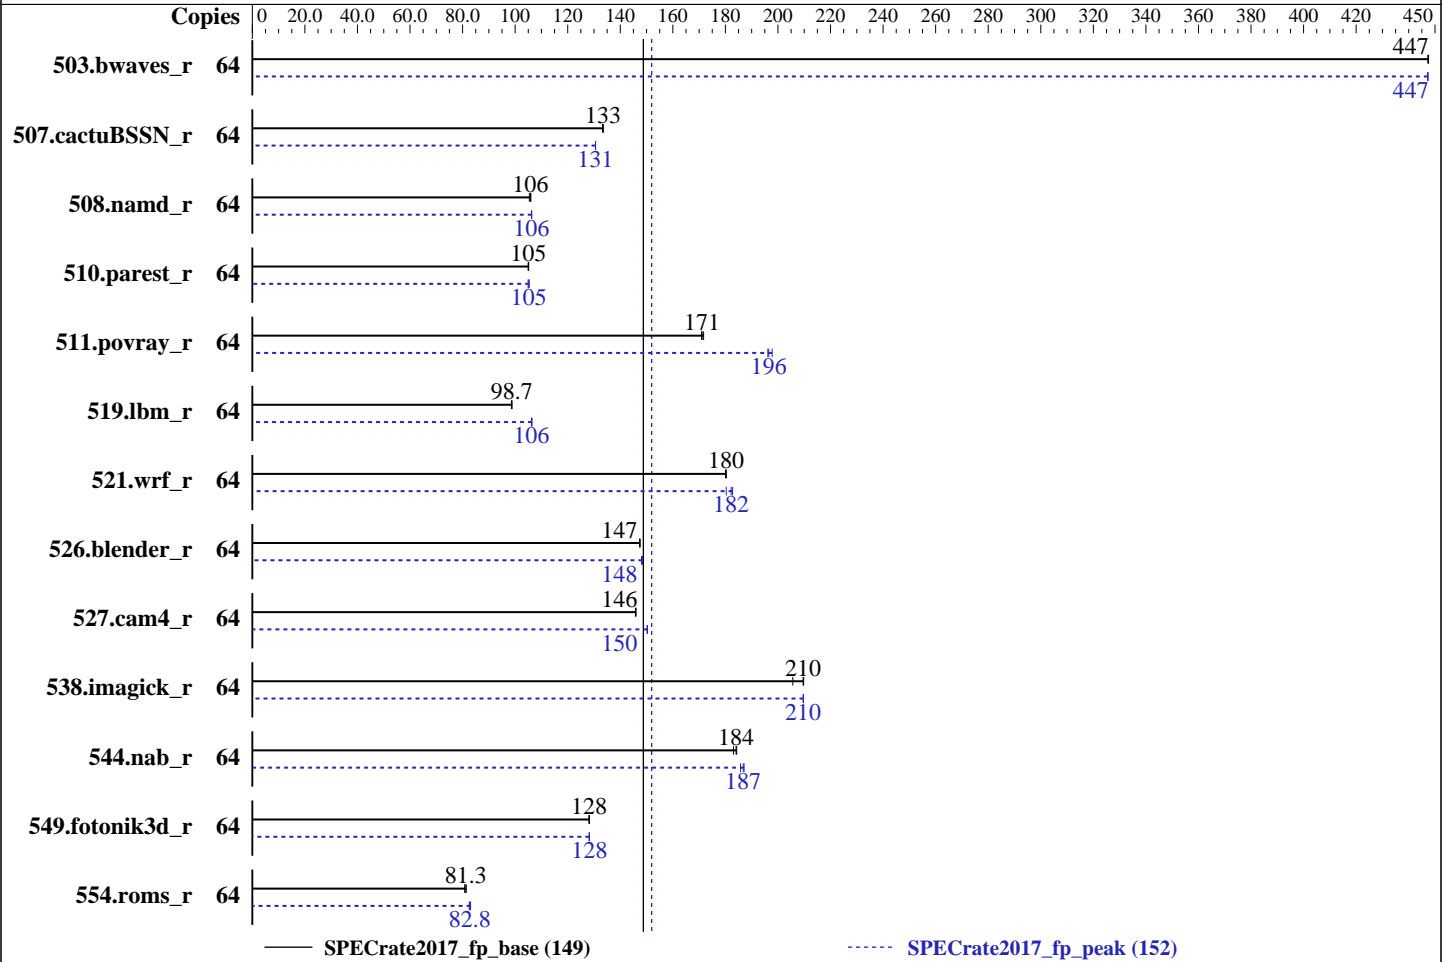 Copies 0 20.0 40.0 60.0 80.0 100 120 140 160 180 200 220 240 260 280 300 320 340 360 380 400 420 450
447
503.bwaves_r 64
447
133
507.cactuBSSN_r 64
131
106
508.namd_r 64
106
105
510.parest_r 64
105
171
511.povray_r 64
196
98.7
519.lbm_r 64
106
180
521.wrf_r 64
182
147
526.blender_r 64
148
146
527.cam4_r 64
150
210
538.imagick_r 64
210
184
544.nab_r 64
187
128
549.fotonik3d_r 64
128
81.3
554.roms_r 64
82.8
SPECrate2017_fp_base (149) SPECrate2017_fp_peak (152)